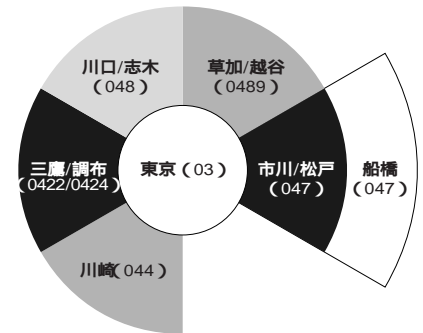 川口/志木
（048）
草加/越谷
（0489）
三鷹/調布
（0422/0424）
東京（03）
市川/松戸
（047）
船橋
（047）
川崎（044）